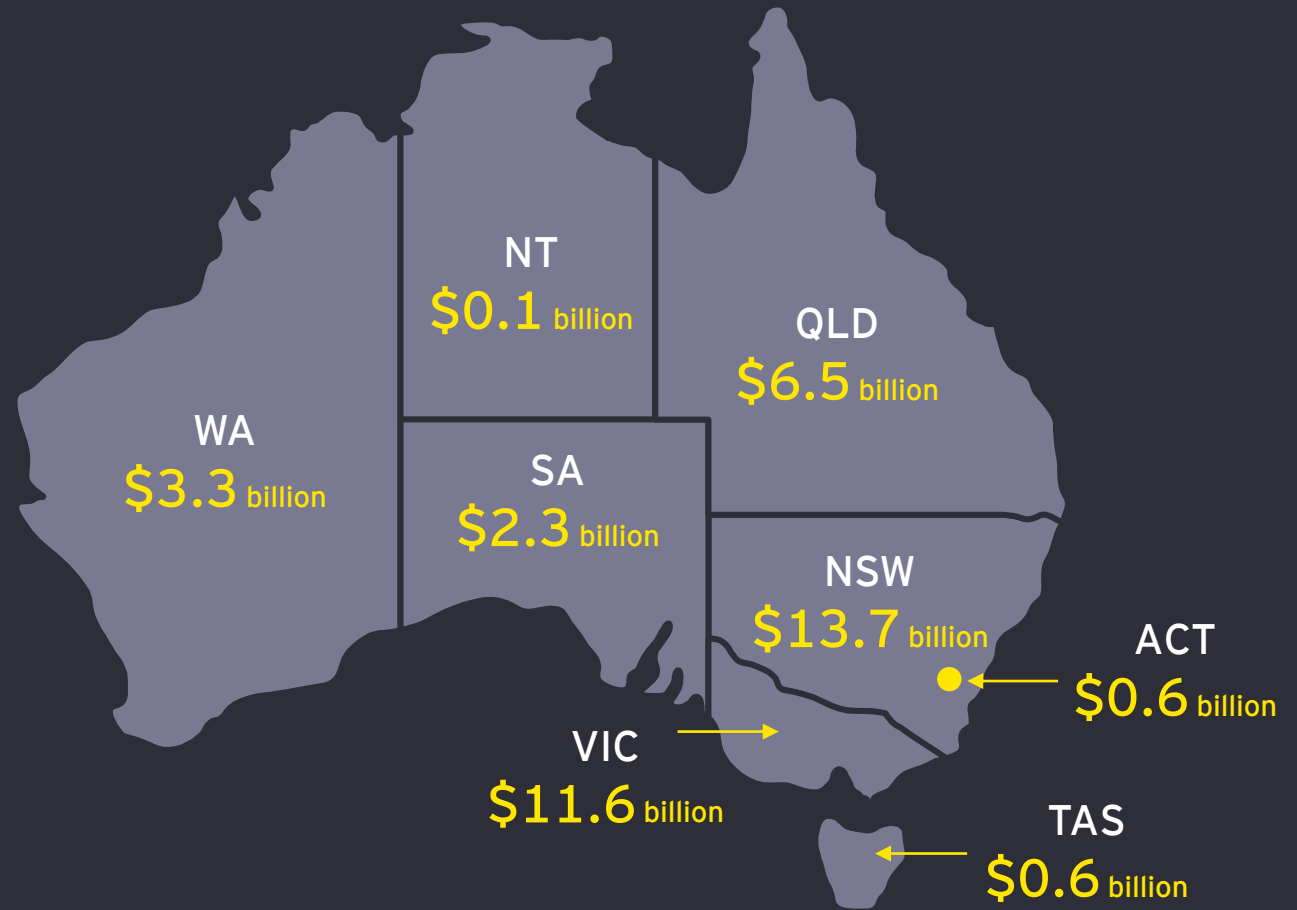 NT
$0.1 billion
QLD
$6.5 billion
WA
$3.3 billion
SA
$2.3 billion
NSW
$13.7 billion
ACT
$0.6 billion
VIC
$11.6 billion
TAS
$0.6 billion